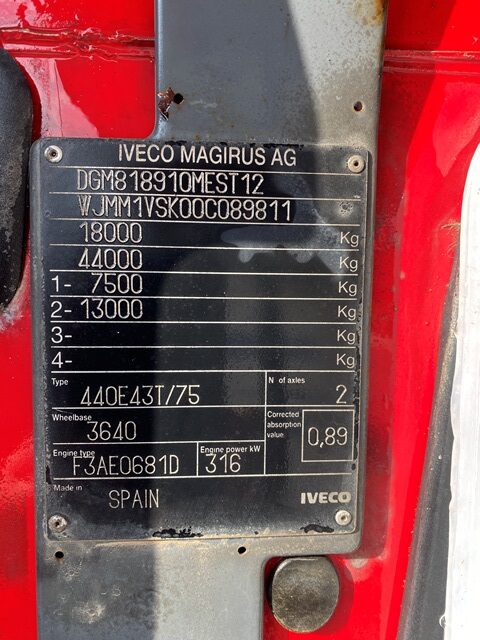 IVECO MAGIRUS AG
DGM818910MEST12
WJMM1VSK00C089811
18000 Kg
44000 Kg
1- 7500 Kg
2- 13000 Kg
3- Kg
4- Kg
Type N of axles
440E43T/75 2
Wheelbase Corrected absorption value
3640 0,89
Engine type Engine power kW
F3AE0681D 316
Made in
SPAIN IVECO